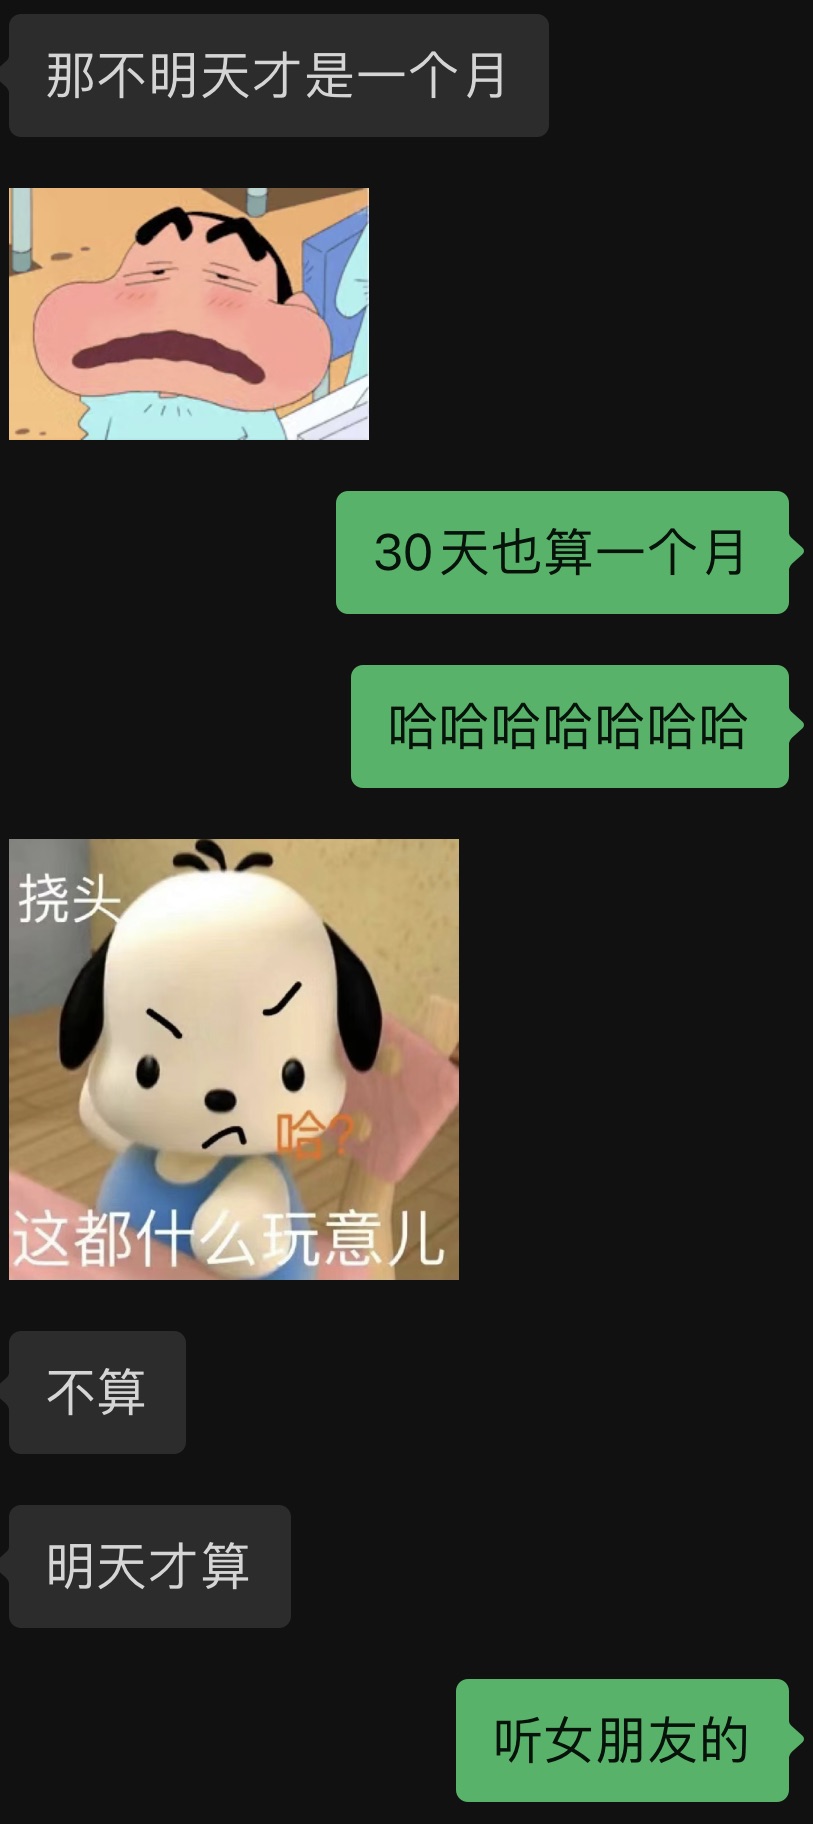 那不明天才是一个月
30天也算一个月
哈哈哈哈哈哈哈
挠头
哈?
这都什么玩意儿
不算
明天才算
听女朋友的